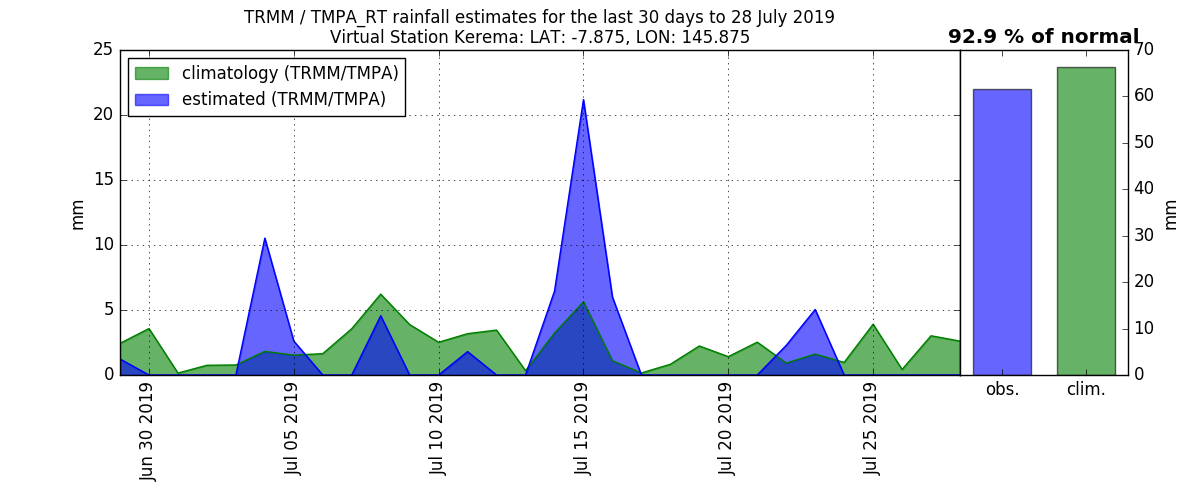 TRMM / TMPA_RT rainfall estimates for the last 30 days to 28 July 2019
Virtual Station Kerema: LAT: -7.875, LON: 145.875
92.9 % of normal
climatology (TRMM/TMPA)
estimated (TRMM/TMPA)
25
20
15
10
5
0
mm
Jun 30 2019
Jul 05 2019
Jul 10 2019
Jul 15 2019
Jul 20 2019
Jul 25 2019
70
60
50
40
30
20
10
0
mm
obs.
clim.